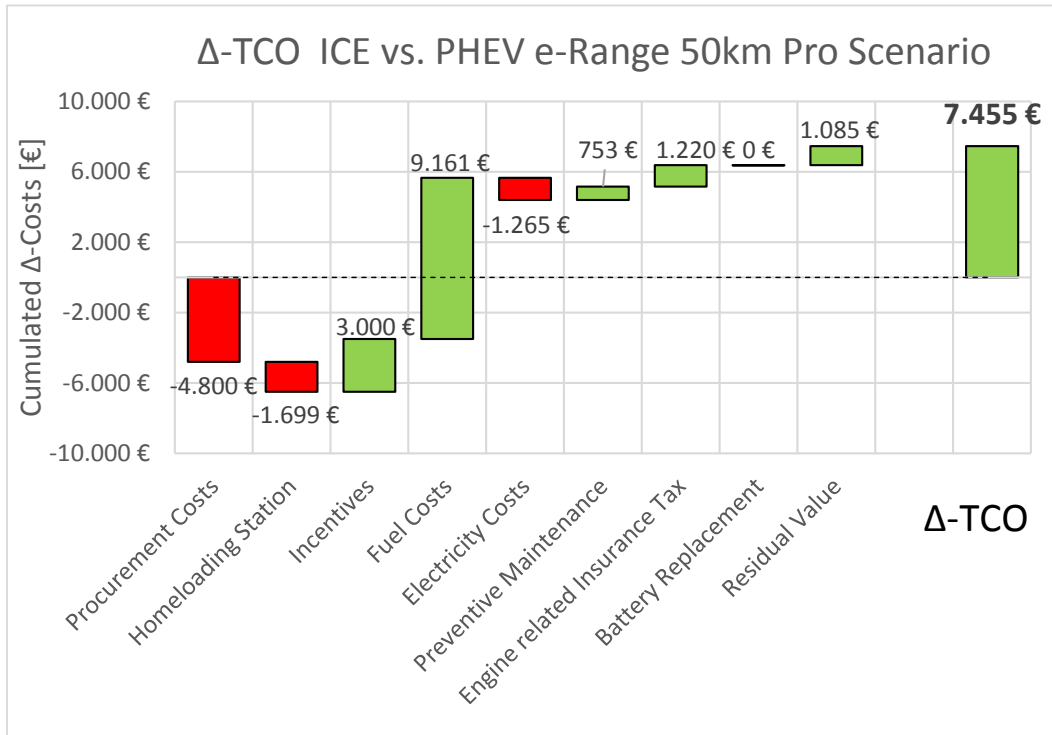 Δ-TCO  ICE vs. PHEV e-Range 50km Pro Scenario
Cumulated Δ-Costs [€]
10.000 €
6.000 €
2.000 €
-2.000 €
-6.000 €
-10.000 €
-4.800 €
-1.699 €
3.000 €
9.161 €
-1.265 €
753 €
1.220 €
0 €
1.085 €
7.455 €
Procurement Costs
Homeloading Station
Incentives
Fuel Costs
Electricity Costs
Preventive Maintenance
Engine related Insurance Tax
Battery Replacement
Residual Value
Δ-TCO